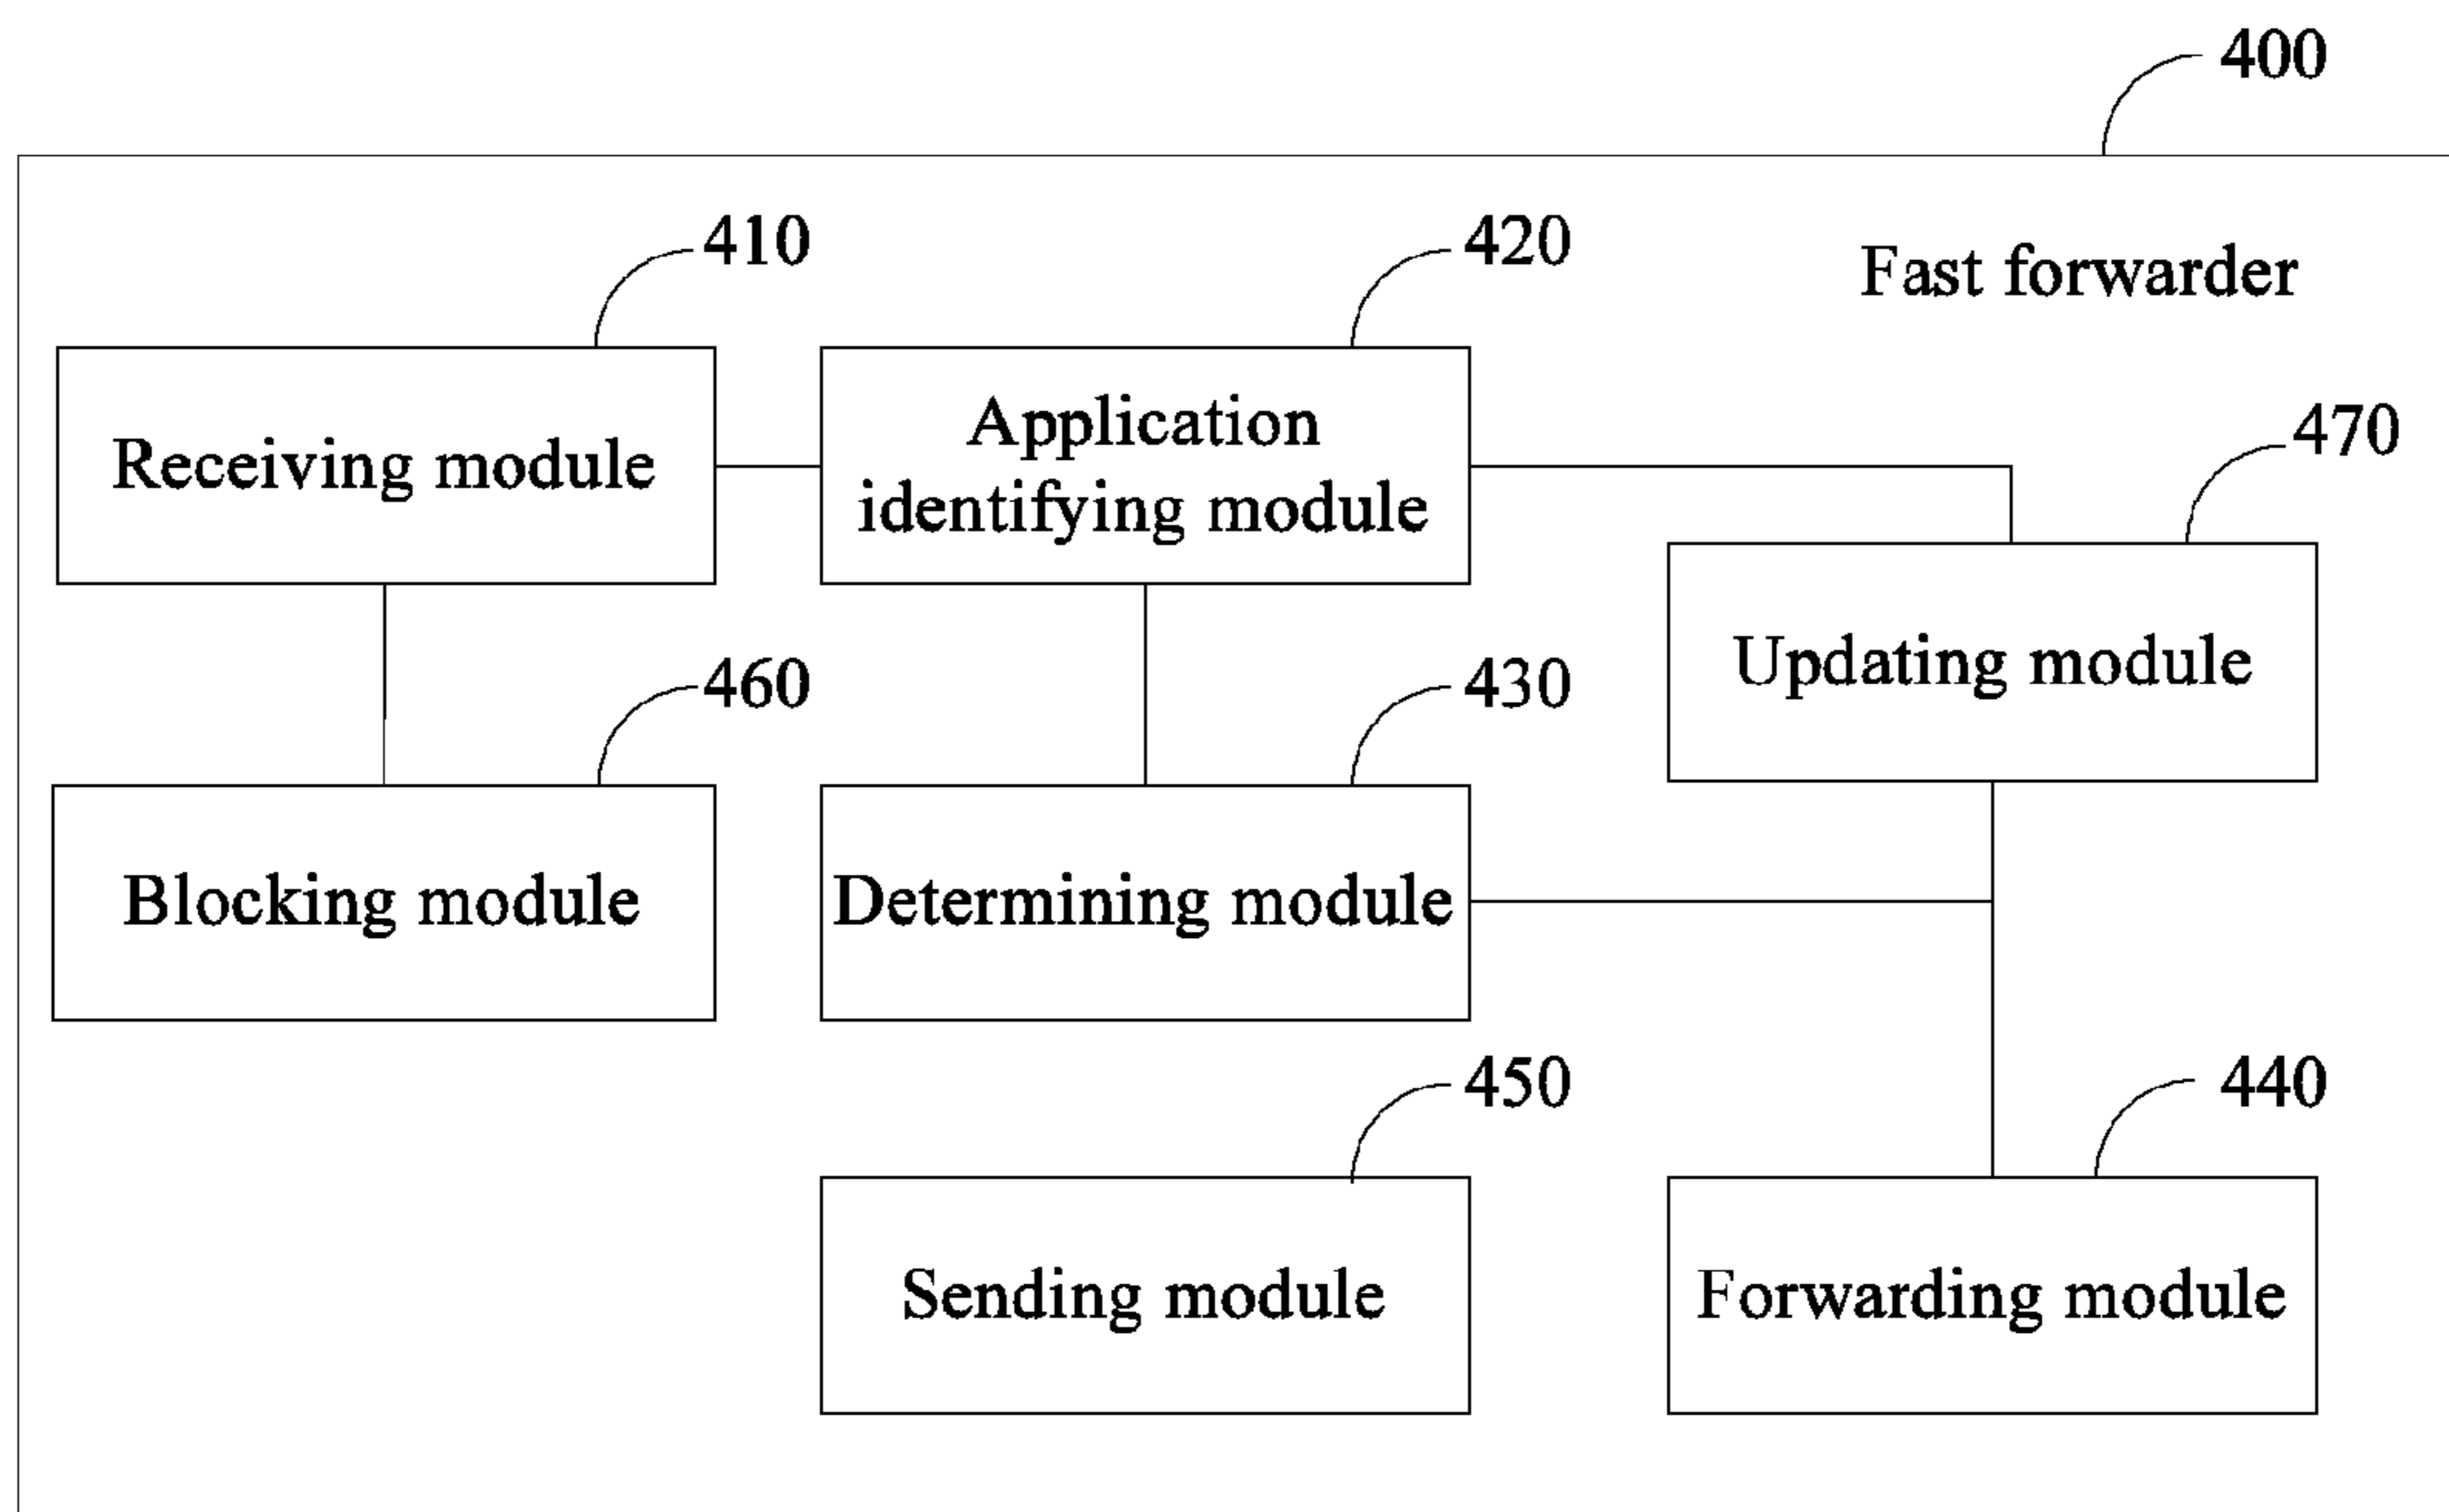 400
410
420
Fast forwarder
Receiving module
Application
identifying module
470
Updating module
460
430
Blocking module
Determining module
450
440
Sending module
Forwarding module